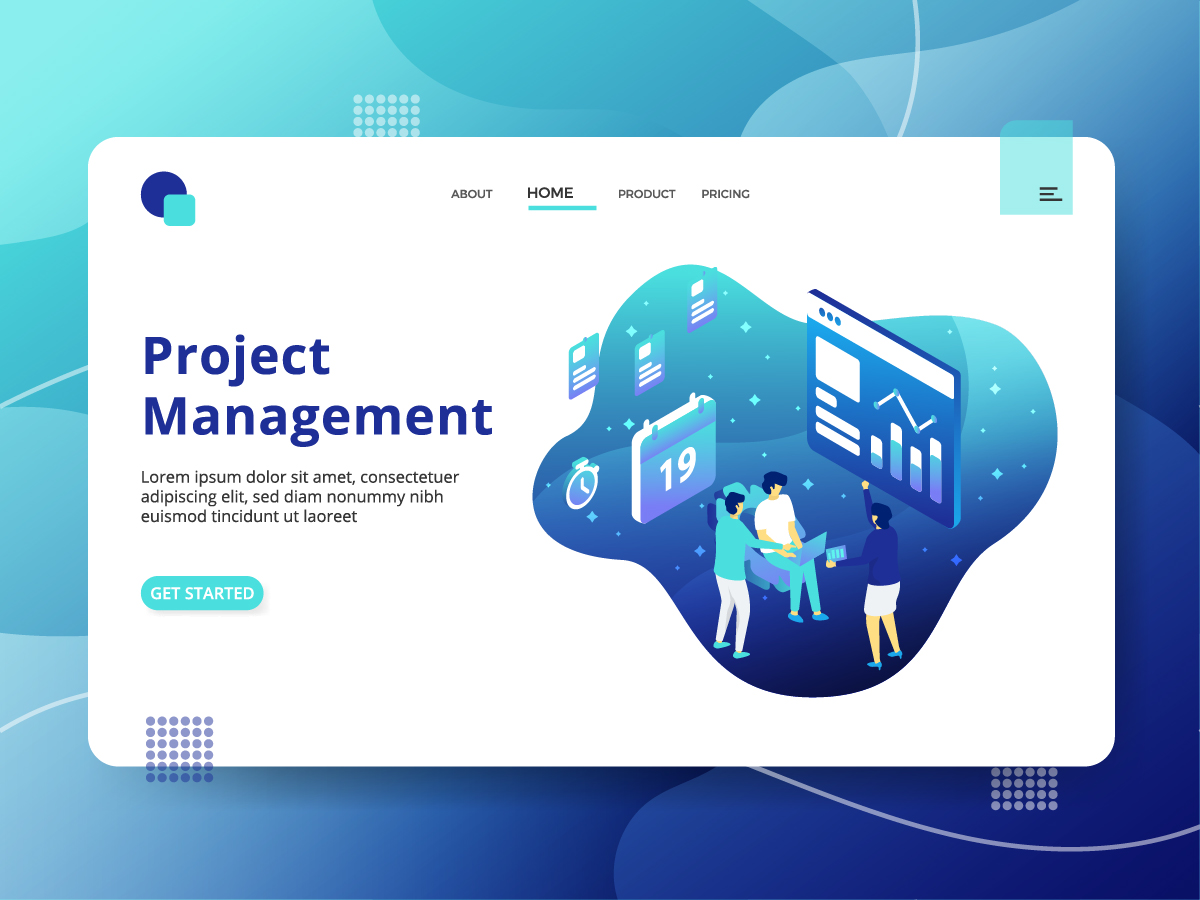 ABOUT HOME PRODUCT PRICING
Project
Management
Lorem ipsum dolor sit amet, consectetuer
adipiscing elit, sed diam nonummy nibh
euismod tincidunt ut laoreet
GET STARTED
19